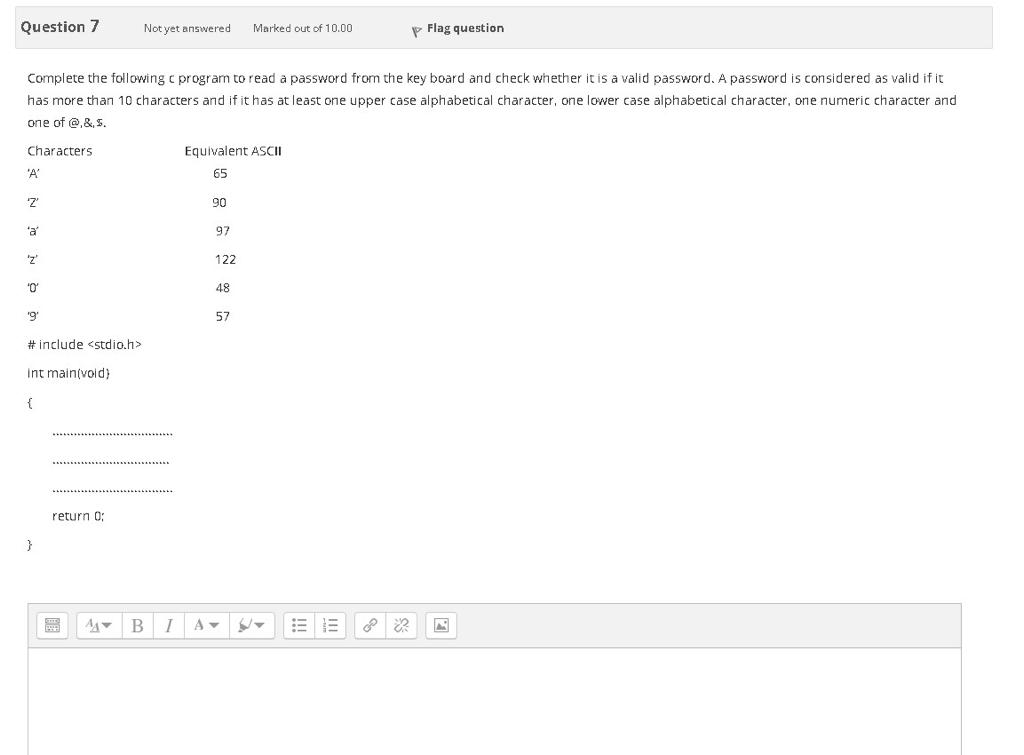 Question 7 Not yet answered Marked out of 10.00 Flag question
Complete the following c program to read a password from the key board and check whether it is a valid password. A password is considered as valid if it
has more than 10 characters and if it has at least one upper case alphabetical character, one lower case alphabetical character, one numeric character and
one of @,&,$.
Characters Equivalent ASCII
‘A’ 65
‘Z’ 90
‘a’ 97
‘z’ 122
‘0’ 48
‘9’ 57
# include <stdio.h>
int main(void}
{
..................................
.................................
..................................
return 0;
}
B I A